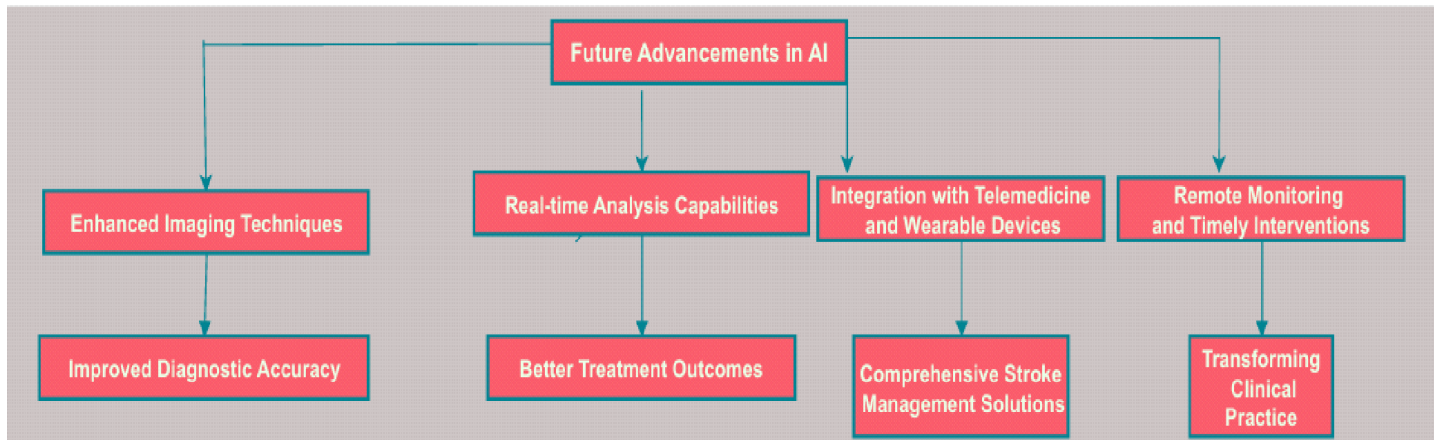 Future Advancements in AI
Enhanced Imaging Techniques
Real-time Analysis Capabilities
Integration with Telemedicine
and Wearable Devices
Remote Monitoring
and Timely Interventions
Improved Diagnostic Accuracy
Better Treatment Outcomes
Comprehensive Stroke
Management Solutions
Transforming
Clinical
Practice